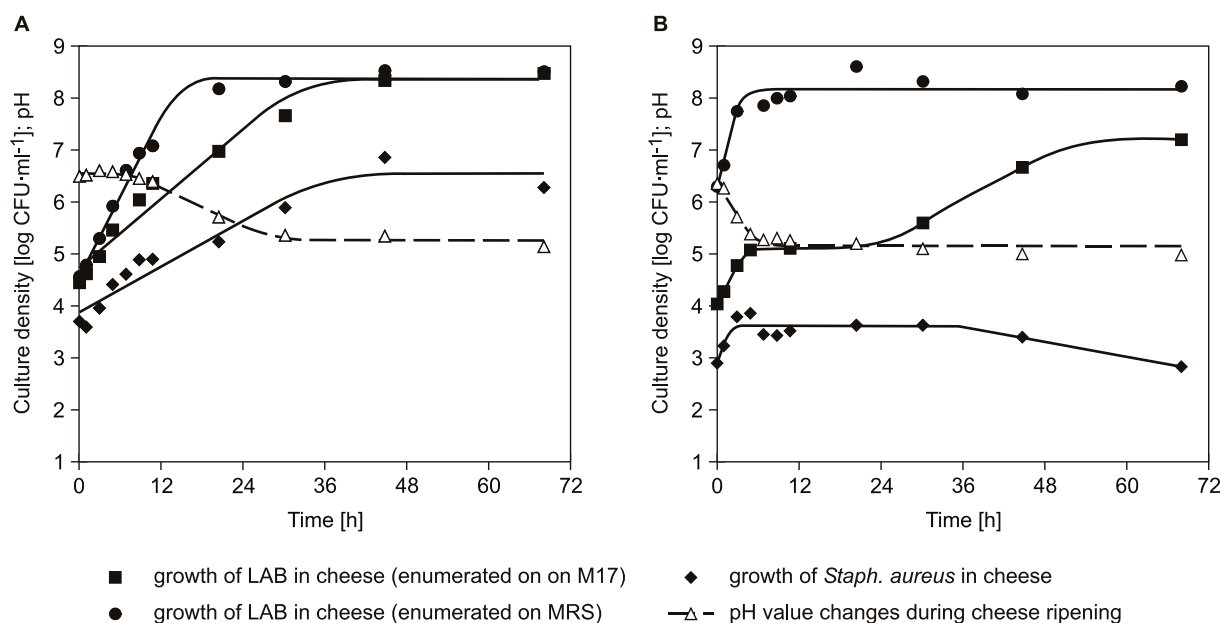 A
B
Culture density [log CFU·ml⁻¹]; pH
9
8
7
6
5
4
3
2
1
0 12 24 36 48 60 72
Time [h]
Culture density [log CFU·ml⁻¹]; pH
9
8
7
6
5
4
3
2
1
0 12 24 36 48 60 72
Time [h]
growth of LAB in cheese (enumerated on on M17)
growth of LAB in cheese (enumerated on MRS)
growth of Staph. aureus in cheese
pH value changes during cheese ripening